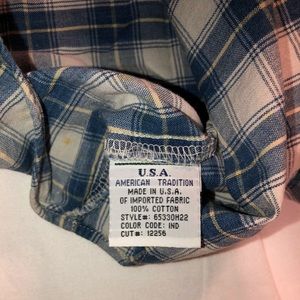 U.S.A.
AMERICAN TRADITION
MADE IN U.S.A.
OF IMPORTED FABRIC
100% COTTON
STYLE#: 65330H22
COLOR CODE: IND
CUT#: 12256